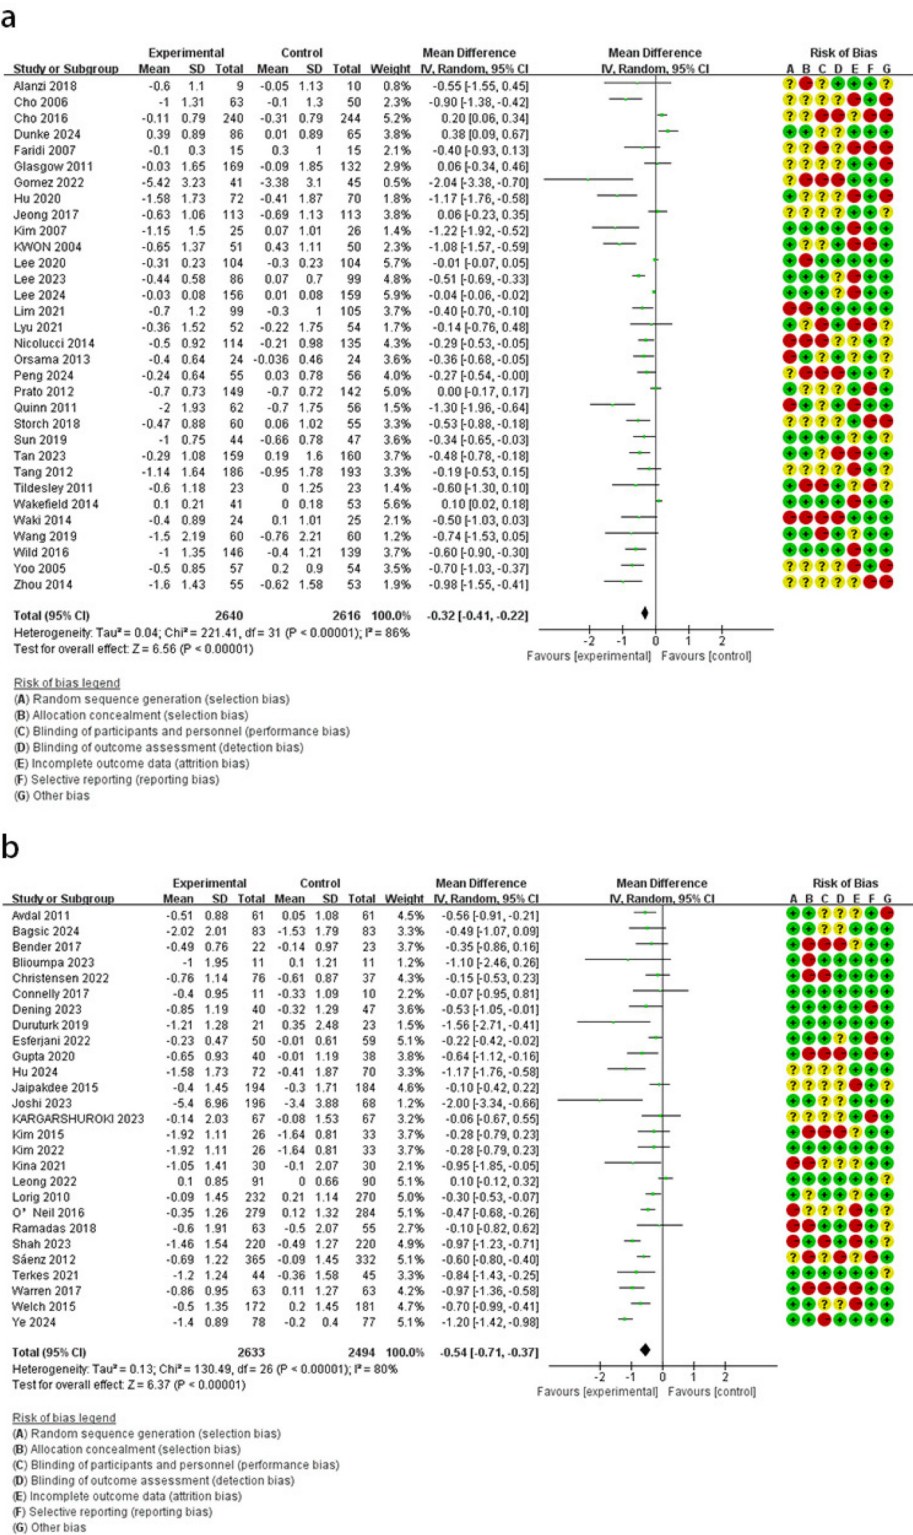 a
Experimental Control Mean Difference Mean Difference Risk of Bias
Study or Subgroup Mean SD Total Mean SD Total Weight IV, Random, 95% CI IV, Random, 95% CI A B C D E F G
Alanzi 2018 -0.6 1.1 9 -0.05 1.13 10 0.8% -0.55 [-1.55, 0.45]
Cho 2006 -1 1.31 63 -0.1 1.3 50 2.3% -0.90 [-1.38, -0.42]
Cho 2016 -0.11 0.79 240 -0.31 0.79 244 5.2% 0.20 [0.06, 0.34]
Dunke 2024 0.39 0.89 86 0.01 0.89 65 3.9% 0.38 [0.09, 0.67]
Faridi 2007 -0.1 0.3 15 0.3 1 15 2.1% -0.40 [-0.93, 0.13]
Glasgow 2011 -0.03 1.65 169 -0.09 1.85 132 2.9% 0.06 [-0.34, 0.46]
Gomez 2022 -5.42 3.23 41 -3.38 3.1 45 0.5% -2.04 [-3.38, -0.70]
Hu 2020 -1.58 1.73 72 -0.41 1.87 70 1.8% -1.17 [-1.76, -0.58]
Jeong 2017 -0.63 1.06 113 -0.69 1.13 113 3.8% 0.06 [-0.23, 0.35]
Kim 2007 -1.15 1.5 25 0.07 1.01 26 1.4% -1.22 [-1.92, -0.52]
KWON 2004 -0.65 1.37 51 0.43 1.11 50 2.3% -1.08 [-1.57, -0.59]
Lee 2020 -0.31 0.23 104 -0.3 0.23 104 5.7% -0.01 [-0.07, 0.05]
Lee 2023 -0.44 0.58 86 0.07 0.7 99 4.8% -0.51 [-0.69, -0.33]
Lee 2024 -0.03 0.08 156 0.01 0.08 159 5.9% -0.04 [-0.06, -0.02]
Lim 2021 -0.7 1.2 99 -0.3 1 105 3.7% -0.40 [-0.70, -0.10]
Lyu 2021 -0.36 1.52 52 -0.22 1.75 54 1.7% -0.14 [-0.76, 0.48]
Nicolucci 2014 -0.5 0.92 114 -0.21 0.98 135 4.3% -0.29 [-0.53, -0.05]
Orsama 2013 -0.4 0.64 24 -0.036 0.46 24 3.6% -0.36 [-0.68, -0.05]
Peng 2024 -0.24 0.64 55 0.03 0.78 56 4.1% -0.27 [-0.54, -0.00]
Prato 2012 -0.7 0.73 149 -0.7 0.72 142 5.0% 0.00 [-0.17, 0.17]
Quinn 2011 -2 1.93 62 -0.7 1.75 56 1.5% -1.30 [-1.96, -0.64]
Storch 2018 -0.47 0.88 60 0.06 1.02 55 3.3% -0.53 [-0.88, -0.18]
Sun 2019 -1 0.75 44 -0.66 0.78 47 3.6% -0.34 [-0.65, -0.03]
Tan 2023 -0.29 1.08 159 0.19 1.6 160 3.7% -0.48 [-0.78, -0.18]
Tang 2012 -1.14 1.64 186 -0.95 1.78 193 3.4% -0.19 [-0.53, 0.15]
Tildesley 2011 -0.6 1.18 23 0 1.25 23 1.4% -0.60 [-1.30, 0.10]
Wakefield 2014 0.1 0.21 41 0 0.18 53 5.7% 0.10 [0.02, 0.18]
Waki 2014 -0.4 0.89 24 0.1 1.01 25 2.1% -0.50 [-1.03, 0.03]
Wang 2019 -1.5 2.19 60 -0.76 2.21 60 1.2% -0.74 [-1.53, 0.05]
Wild 2016 -1 1.35 146 -0.4 1.21 139 3.7% -0.60 [-0.90, -0.30]
Yoo 2005 -0.5 0.85 57 0.2 0.9 54 3.5% -0.70 [-1.03, -0.37]
Zhou 2014 -1.6 1.43 55 -0.62 1.58 53 1.9% -0.98 [-1.55, -0.41]
Total (95% CI) 2640 2616 100.0% -0.32 [-0.41, -0.22]
Heterogeneity: Tau² = 0.04; Chi² = 221.41, df = 31 (P < 0.00001); I² = 86%
Test for overall effect: Z = 6.56 (P < 0.00001)
-2 -1 0 1 2
Favours [experimental] Favours [control]
Risk of bias legend
(A) Random sequence generation (selection bias)
(B) Allocation concealment (selection bias)
(C) Blinding of participants and personnel (performance bias)
(D) Blinding of outcome assessment (detection bias)
(E) Incomplete outcome data (attrition bias)
(F) Selective reporting (reporting bias)
(G) Other bias
b
Experimental Control Mean Difference Mean Difference Risk of Bias
Study or Subgroup Mean SD Total Mean SD Total Weight IV, Random, 95% CI IV, Random, 95% CI A B C D E F G
Avdal 2011 -0.51 0.88 61 0.05 1.08 61 4.5% -0.56 [-0.91, -0.21]
Bagsic 2024 -2.02 2.01 83 -1.53 1.79 83 3.3% -0.49 [-1.07, 0.09]
Bender 2017 -0.49 0.76 22 -0.14 0.97 23 3.7% -0.35 [-0.86, 0.16]
Blioumpa 2023 -1 1.95 11 0.1 1.21 11 1.2% -1.10 [-2.46, 0.26]
Christensen 2022 -0.76 1.14 76 -0.61 0.87 37 4.3% -0.15 [-0.53, 0.23]
Connelly 2017 -0.4 0.95 11 -0.33 1.09 10 2.2% -0.07 [-0.95, 0.81]
Dening 2023 -0.85 1.19 40 -0.32 1.29 47 3.6% -0.53 [-1.05, -0.01]
Duruturk 2019 -1.21 1.28 21 0.35 2.48 23 1.5% -1.56 [-2.71, -0.41]
Esferjani 2022 -0.23 0.47 50 -0.01 0.61 59 5.2% -0.22 [-0.42, -0.02]
Gupta 2020 -0.65 0.93 40 -0.01 1.19 38 3.8% -0.64 [-1.12, -0.16]
Hu 2024 -1.58 1.73 72 -0.41 1.87 70 3.2% -1.17 [-1.76, -0.58]
Jaipakdee 2015 -0.4 1.45 194 -0.3 1.71 184 4.6% -0.10 [-0.42, 0.22]
Joshi 2023 -5.4 6.96 196 -3.4 3.88 68 1.2% -2.00 [-3.34, -0.66]
KARGARSHUROKI 2023 -0.14 2.03 67 -0.08 1.53 67 3.1% -0.06 [-0.67, 0.55]
Kim 2015 -1.92 1.11 26 -1.64 0.81 33 3.7% -0.28 [-0.79, 0.23]
Kim 2022 -1.92 1.11 26 -1.64 0.81 33 3.7% -0.28 [-0.79, 0.23]
Kina 2021 -1.05 1.41 30 -0.1 2.07 30 2.1% -0.95 [-1.85, -0.05]
Leong 2022 0.1 0.85 91 0 0.66 90 5.1% 0.10 [-0.12, 0.32]
Lorig 2010 -0.09 1.45 232 0.21 1.14 270 5.0% -0.30 [-0.53, -0.07]
O' Neil 2016 -0.35 1.26 279 0.12 1.32 284 5.1% -0.47 [-0.68, -0.26]
Ramadas 2018 -0.6 1.91 63 -0.5 2.07 55 2.7% -0.10 [-0.82, 0.62]
Shah 2023 -1.46 1.54 220 -0.49 1.27 220 4.9% -0.97 [-1.23, -0.71]
Sáenz 2012 -0.69 1.22 365 -0.09 1.45 332 5.2% -0.60 [-0.80, -0.40]
Terkes 2021 -1.2 1.24 44 -0.36 1.58 45 3.3% -0.84 [-1.43, -0.25]
Warren 2017 -0.86 0.95 63 0.11 1.27 63 4.3% -0.97 [-1.36, -0.58]
Welch 2015 -0.5 1.35 172 0.2 1.45 181 4.7% -0.70 [-0.99, -0.41]
Ye 2024 -1.4 0.89 78 -0.2 0.4 77 5.1% -1.20 [-1.42, -0.98]
Total (95% CI) 2633 2494 100.0% -0.54 [-0.71, -0.37]
Heterogeneity: Tau² = 0.13; Chi² = 130.49, df = 26 (P < 0.00001); I² = 80%
Test for overall effect: Z = 6.37 (P < 0.00001)
-2 -1 0 1 2
Favours [experimental] Favours [control]
Risk of bias legend
(A) Random sequence generation (selection bias)
(B) Allocation concealment (selection bias)
(C) Blinding of participants and personnel (performance bias)
(D) Blinding of outcome assessment (detection bias)
(E) Incomplete outcome data (attrition bias)
(F) Selective reporting (reporting bias)
(G) Other bias